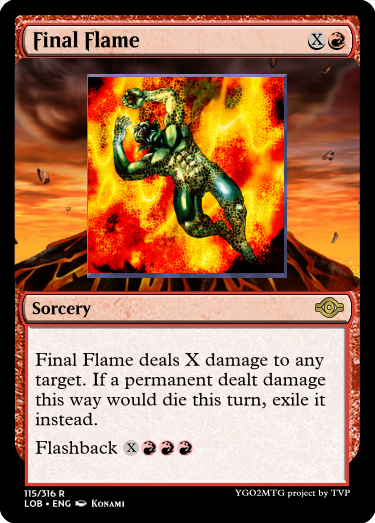 Final Flame X
Sorcery
Final Flame deals X damage to any
target. If a permanent dealt damage
this way would die this turn, exile it
instead.
Flashback X
115/316 R YGO2MTG project by TVP
LOB • ENG Konami